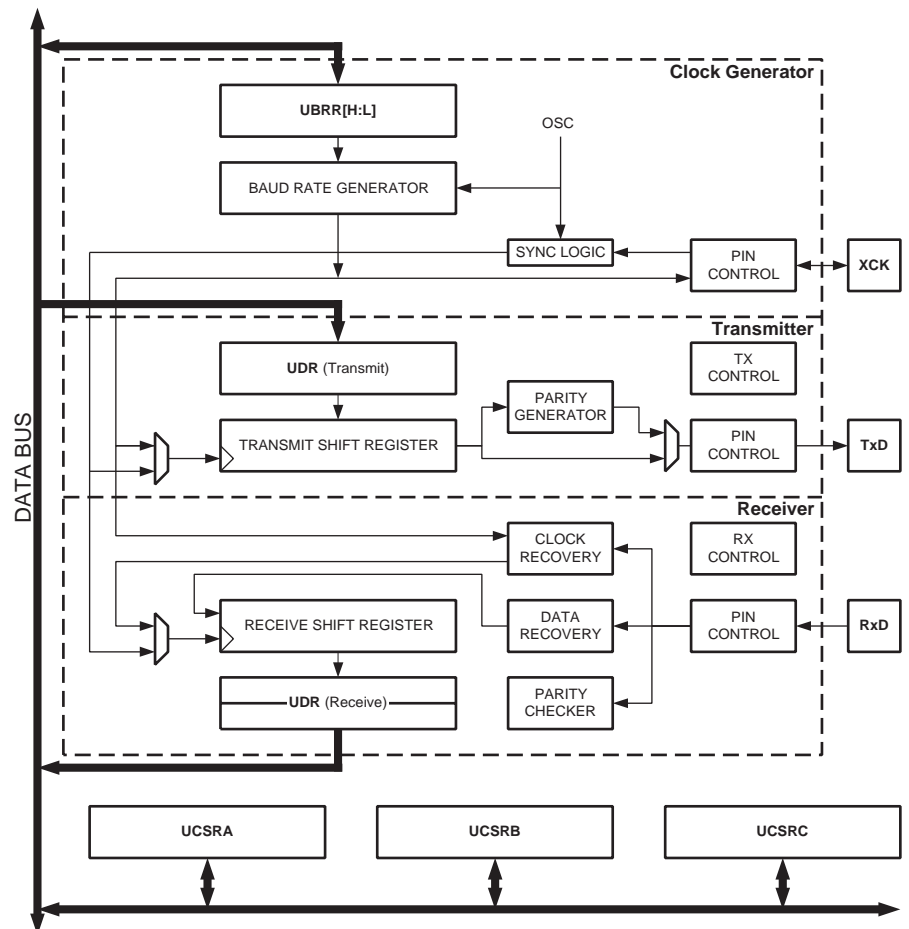 Clock Generator
UBRR[H:L]
OSC
BAUD RATE GENERATOR
SYNC LOGIC
PIN
CONTROL
XCK
Transmitter
UDR (Transmit)
TX
CONTROL
PARITY
GENERATOR
TRANSMIT SHIFT REGISTER
PIN
CONTROL
TxD
DATA BUS
Receiver
CLOCK
RECOVERY
RX
CONTROL
RECEIVE SHIFT REGISTER
DATA
RECOVERY
PIN
CONTROL
RxD
UDR (Receive)
PARITY
CHECKER
UCSRA
UCSRB
UCSRC